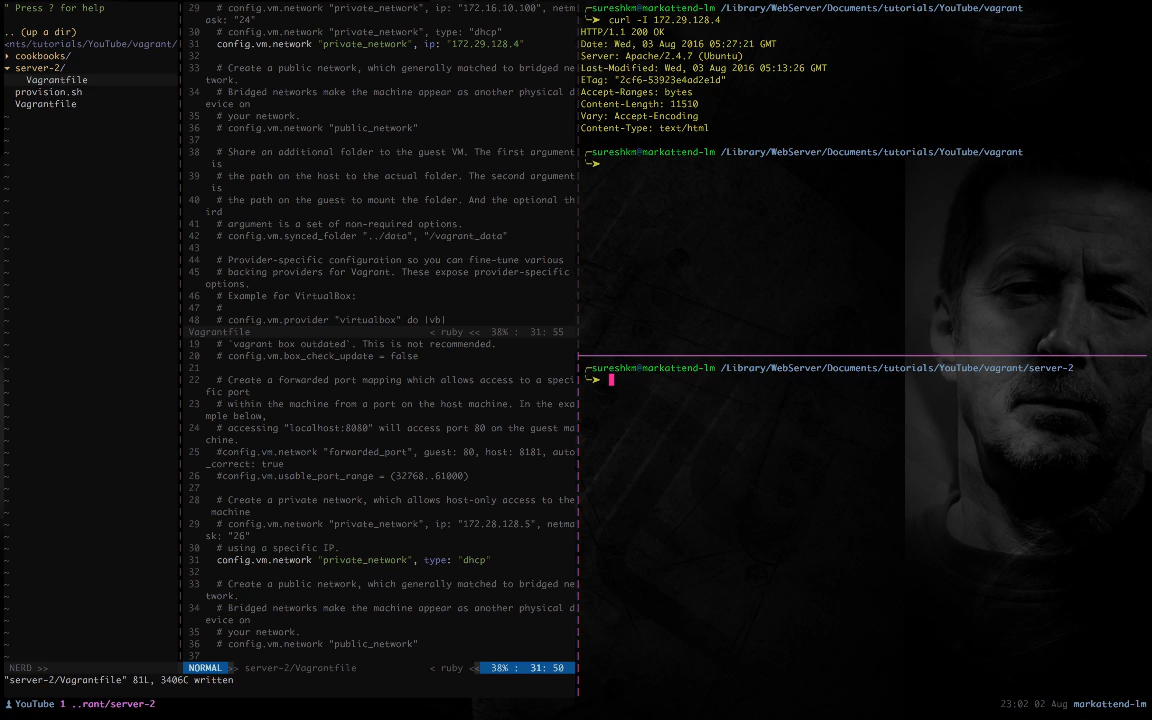 " Press ? for help
.. (up a dir)
<nts/tutorials/YouTube/vagrant/
▸ cookbooks/
▾ server-2/
Vagrantfile
provision.sh
Vagrantfile
29 # config.vm.network "private_network", ip: "172.16.10.100", netm
ask: "24"
30 # config.vm.network "private_network", type: "dhcp"
31 config.vm.network "private_network", ip: "172.29.128.4"
32
33 # Create a public network, which generally matched to bridged ne
twork.
34 # Bridged networks make the machine appear as another physical d
evice on
35 # your network.
36 # config.vm.network "public_network"
37
38 # Share an additional folder to the guest VM. The first argument
is
39 # the path on the host to the actual folder. The second argument
is
40 # the path on the guest to mount the folder. And the optional th
ird
41 # argument is a set of non-required options.
42 # config.vm.synced_folder "../data", "/vagrant_data"
43
44 # Provider-specific configuration so you can fine-tune various
45 # backing providers for Vagrant. These expose provider-specific
options.
46 # Example for VirtualBox:
47 #
48 # config.vm.provider "virtualbox" do |vb|
Vagrantfile < ruby << 38% : 31: 55
19 # `vagrant box outdated`. This is not recommended.
20 # config.vm.box_check_update = false
21
22 # Create a forwarded port mapping which allows access to a speci
fic port
23 # within the machine from a port on the host machine. In the exa
mple below,
24 # accessing "localhost:8080" will access port 80 on the guest ma
chine.
25 #config.vm.network "forwarded_port", guest: 80, host: 8181, auto
_correct: true
26 #config.vm.usable_port_range = (32768..61000)
27
28 # Create a private network, which allows host-only access to the
machine
29 # config.vm.network "private_network", ip: "172.28.128.5", netma
sk: "26"
30 # using a specific IP.
31 config.vm.network "private_network", type: "dhcp"
32
33 # Create a public network, which generally matched to bridged ne
twork.
34 # Bridged networks make the machine appear as another physical d
evice on
35 # your network.
36 # config.vm.network "public_network"
37
NERD >> NORMAL >> server-2/Vagrantfile < ruby << 38% : 31: 50
"server-2/Vagrantfile" 81L, 3406C written
sureshkm@markattend-lm /Library/WebServer/Documents/tutorials/YouTube/vagrant
curl -I 172.29.128.4
HTTP/1.1 200 OK
Date: Wed, 03 Aug 2016 05:27:21 GMT
Server: Apache/2.4.7 (Ubuntu)
Last-Modified: Wed, 03 Aug 2016 05:13:26 GMT
ETag: "2cf6-53923e4ad2e1d"
Accept-Ranges: bytes
Content-Length: 11510
Vary: Accept-Encoding
Content-Type: text/html
sureshkm@markattend-lm /Library/WebServer/Documents/tutorials/YouTube/vagrant
sureshkm@markattend-lm /Library/WebServer/Documents/tutorials/YouTube/vagrant/server-2
YouTube 1 ..rant/server-2
23:02 02 Aug markattend-lm